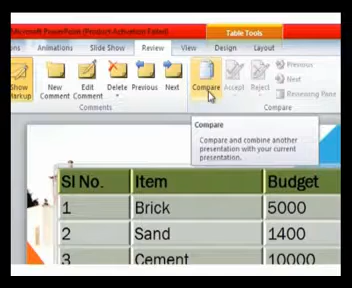 Microsoft PowerPoint (Product Activation Failed)
Table Tools
ons Animations Slide Show Review View Design Layout
Show Markup
New Comment
Edit Comment
Delete
Previous
Next
Compare
Accept
Reject
Previous
Next
Reviewing Pane
Comments
Compare
Compare
Compare and combine another
presentation with your current
presentation.
Sl No. Item Budget
1 Brick 5000
2 Sand 1400
3 Cement 10000